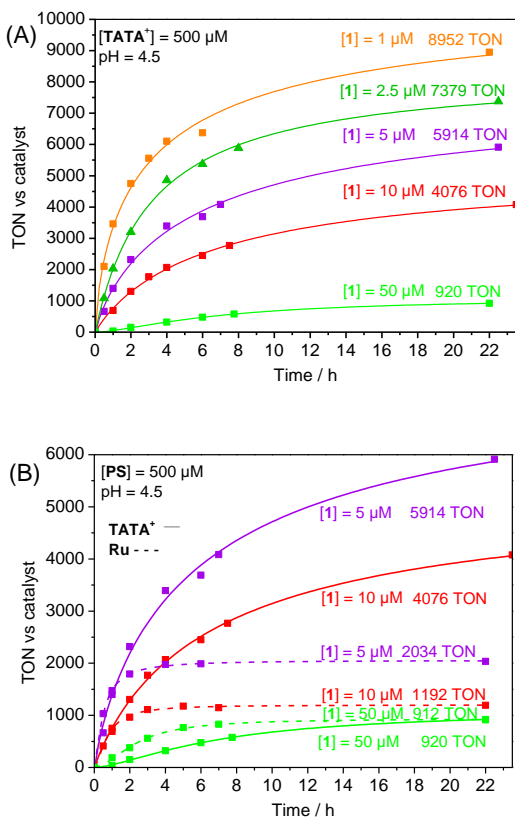 (A)
[TATA⁺] = 500 µM
pH = 4.5
[1] = 1 µM 8952 TON
[1] = 2.5 µM 7379 TON
[1] = 5 µM 5914 TON
[1] = 10 µM 4076 TON
[1] = 50 µM 920 TON
TON vs catalyst
10000
9000
8000
7000
6000
5000
4000
3000
2000
1000
0
0 2 4 6 8 10 12 14 16 18 20 22
Time / h
(B)
[PS] = 500 µM
pH = 4.5
TATA⁺ —
Ru - - -
[1] = 5 µM 5914 TON
[1] = 10 µM 4076 TON
[1] = 5 µM 2034 TON
[1] = 10 µM 1192 TON
[1] = 50 µM 912 TON
[1] = 50 µM 920 TON
TON vs catalyst
6000
5000
4000
3000
2000
1000
0
0 2 4 6 8 10 12 14 16 18 20 22
Time / h